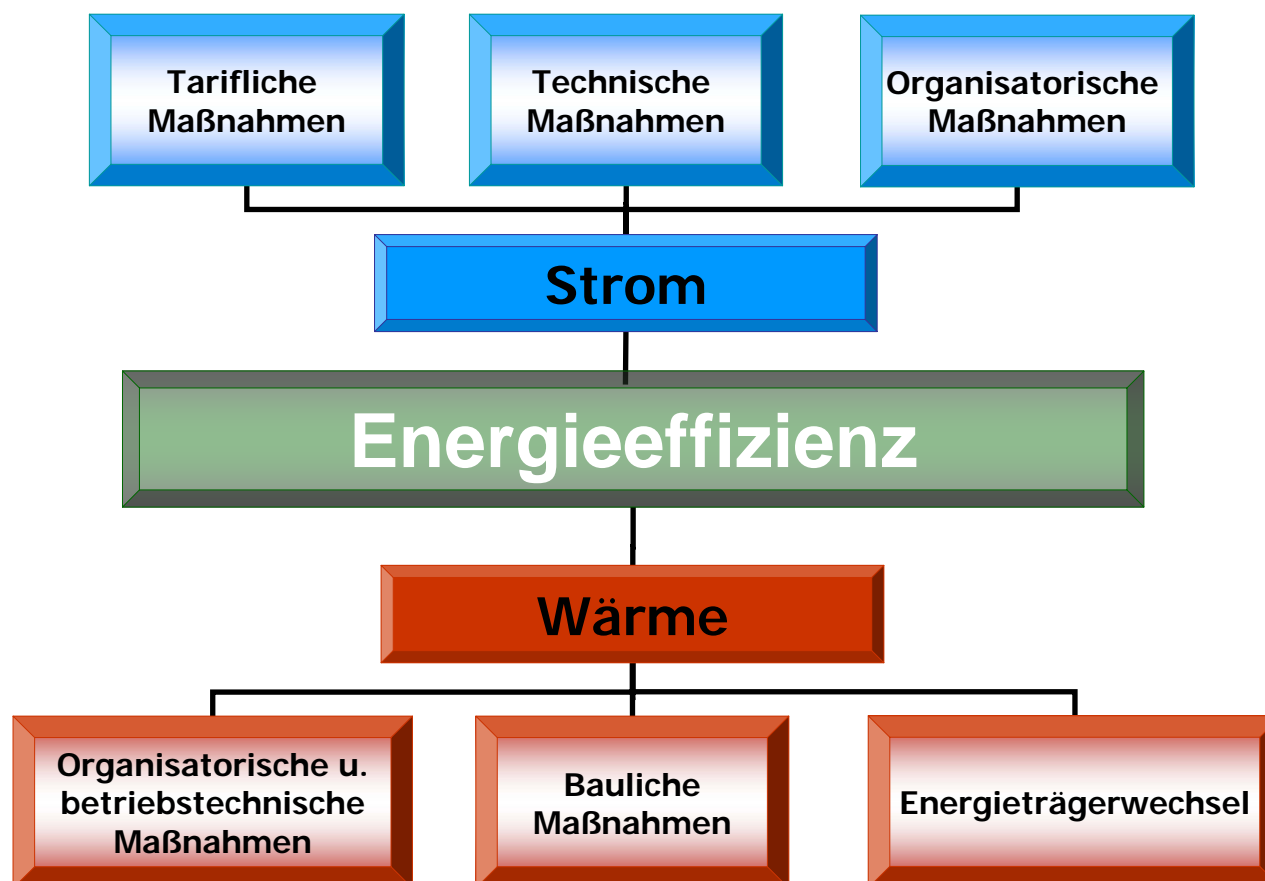 Tarifliche
Maßnahmen
Technische
Maßnahmen
Organisatorische
Maßnahmen
Strom
Energieeffizienz
Wärme
Organisatorische u.
betriebstechnische
Maßnahmen
Bauliche
Maßnahmen
Energieträgerwechsel